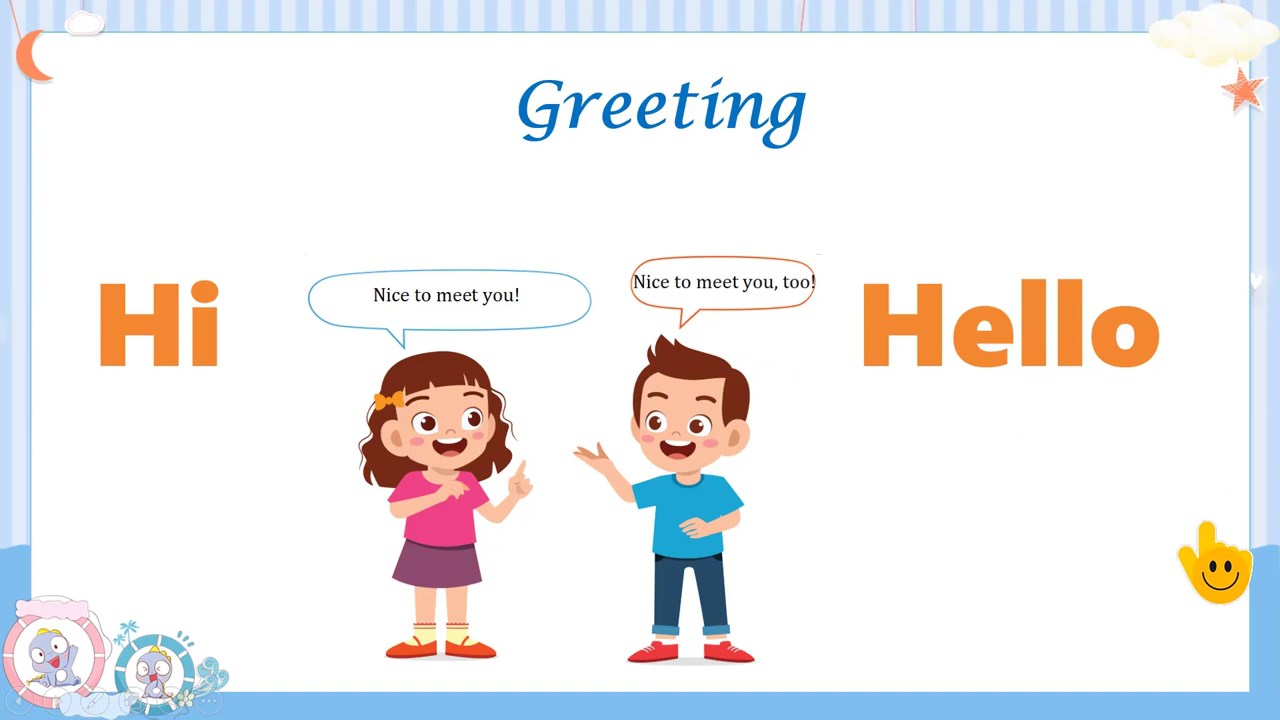 Greeting
Hi
Nice to meet you!
Nice to meet you, too!
Hello